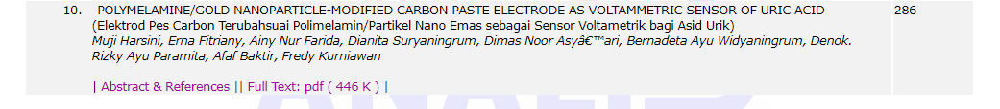 10. POLYMELAMINE/GOLD NANOPARTICLE-MODIFIED CARBON PASTE ELECTRODE AS VOLTAMMETRIC SENSOR OF URIC ACID 286
(Elektrod Pes Carbon Terubahsuai Polimelamin/Partikel Nano Emas sebagai Sensor Voltametrik bagi Asid Urik)
Muji Harsini, Erna Fitriany, Ainy Nur Farida, Dianita Suryaningrum, Dimas Noor Asyâ€™ari, Bernadeta Ayu Widyaningrum, Denok.
Rizky Ayu Paramita, Afaf Baktir, Fredy Kurniawan
| Abstract & References || Full Text: pdf ( 446 K ) |